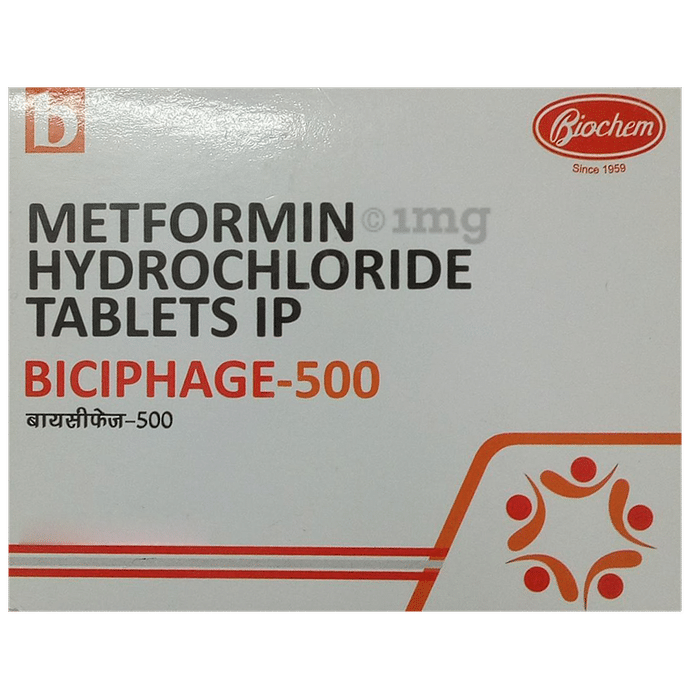 b
Biochem
Since 1959
METFORMIN
©1mg
HYDROCHLORIDE
TABLETS IP
BICIPHAGE-500
बायसीफेज-500